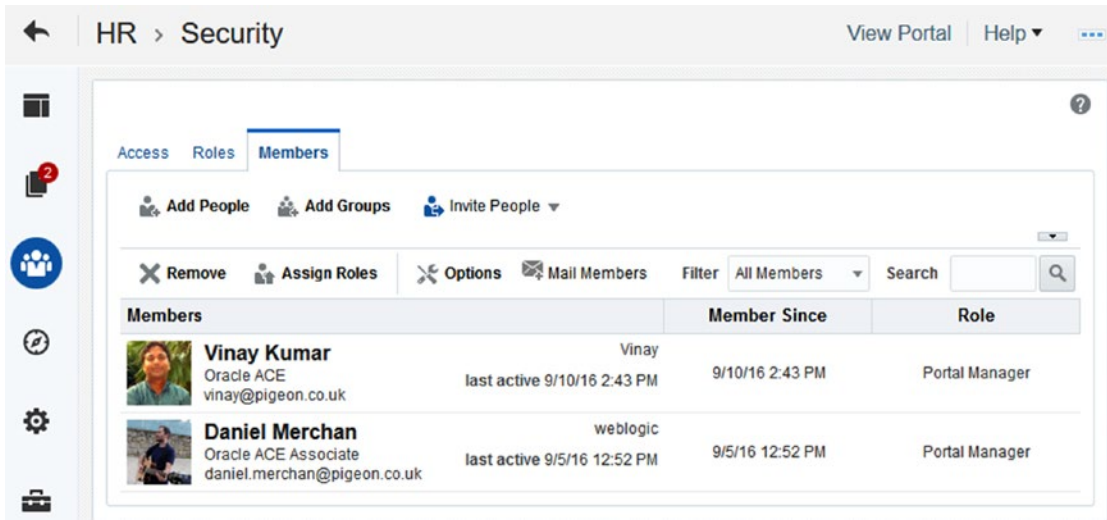 HR > Security View Portal Help
Access Roles Members
2
Add People Add Groups Invite People
Remove Assign Roles Options Mail Members Filter All Members Search
Members Member Since Role
Vinay Kumar Vinay
Oracle ACE last active 9/10/16 2:43 PM 9/10/16 2:43 PM Portal Manager
vinay@pigeon.co.uk
Daniel Merchan weblogic
Oracle ACE Associate last active 9/5/16 12:52 PM 9/5/16 12:52 PM Portal Manager
daniel.merchan@pigeon.co.uk